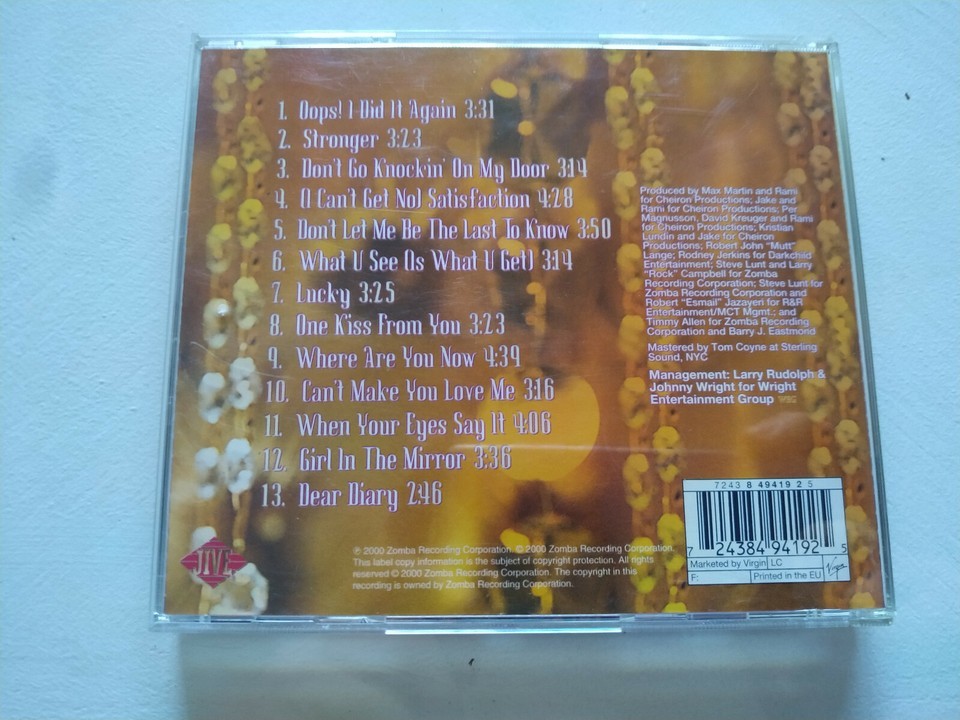 1. Oops! I Did It Again 3:31
2. Stronger 3:23
3. Don't Go Knockin' On My Door 3:14
4. (I Can't Get No) Satisfaction 4:28
5. Don't Let Me Be The Last To Know 3:50
6. What U See (Is What U Get) 3:14
7. Lucky 3:25
8. One Kiss From You 3:23
9. Where Are You Now 4:39
10. Can't Make You Love Me 3:16
11. When Your Eyes Say It 4:06
12. Girl In The Mirror 3:36
13. Dear Diary 2:46
Produced by Max Martin and Rami
for Cheiron Productions; Jake and
Rami for Cheiron Productions; Per
Magnusson, David Kreuger and Rami
for Cheiron Productions; Kristian
Lundin and Jake for Cheiron
Productions; Robert John "Mutt"
Lange; Rodney Jerkins for Darkchild
Entertainment; Steve Lunt and Larry
"Rock" Campbell for Zomba
Recording Corporation; Steve Lunt for
Zomba Recording Corporation and
Robert "Esmail" Jazayeri for R&R
Entertainment/MCT Mgmt.; and
Timmy Allen for Zomba Recording
Corporation and Barry J. Eastmond
Mastered by Tom Coyne at Sterling
Sound, NYC
Management: Larry Rudolph &
Johnny Wright for Wright
Entertainment Group
JIVE
℗ 2000 Zomba Recording Corporation. © 2000 Zomba Recording Corporation.
This label copy information is the subject of copyright protection. All rights
reserved © 2000 Zomba Recording Corporation. The copyright in this
recording is owned by Zomba Recording Corporation.
7243 8 49419 2 5
7 24384 94192 5
Marketed by Virgin LC
F: Printed in the EU
Virgin